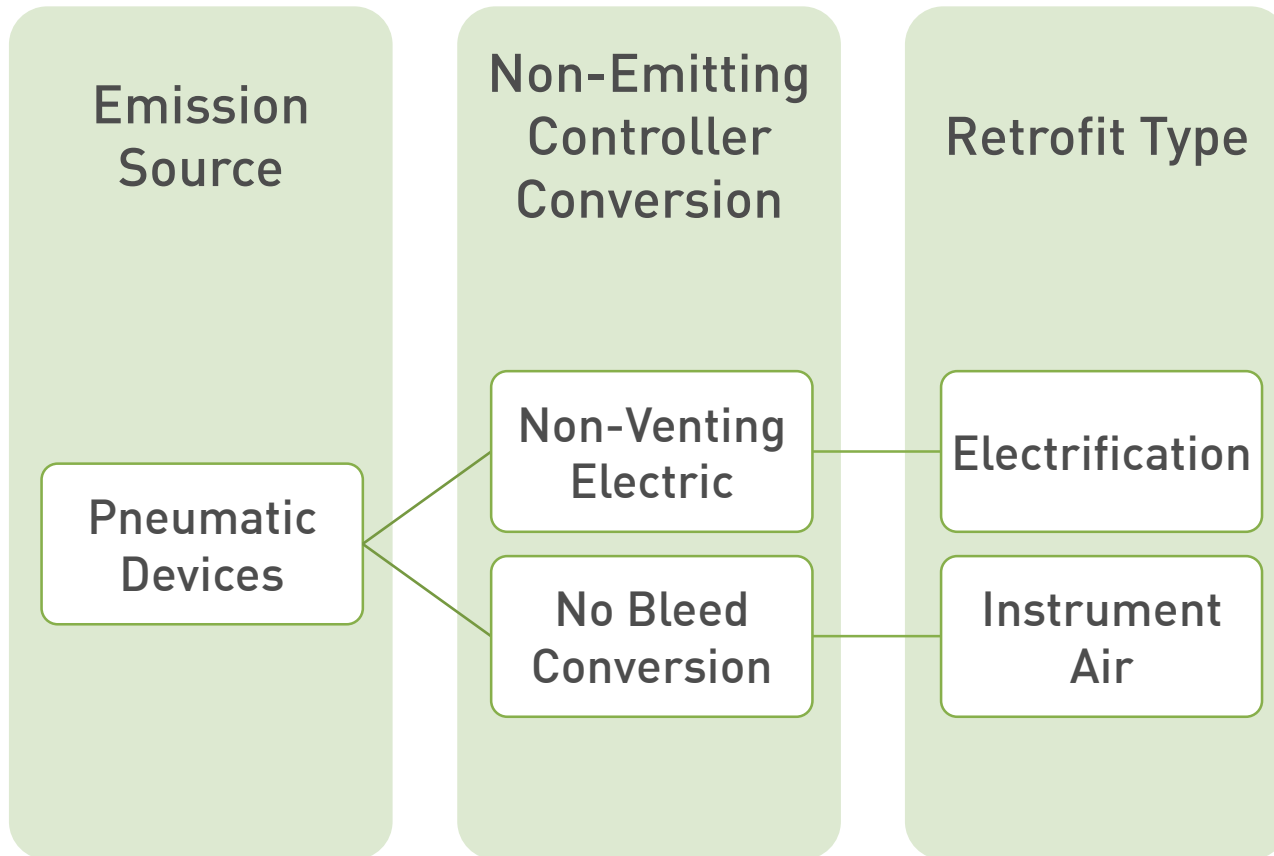 Emission
Source
Non-Emitting
Controller
Conversion
Retrofit Type
Pneumatic
Devices
Non-Venting
Electric
No Bleed
Conversion
Electrification
Instrument
Air